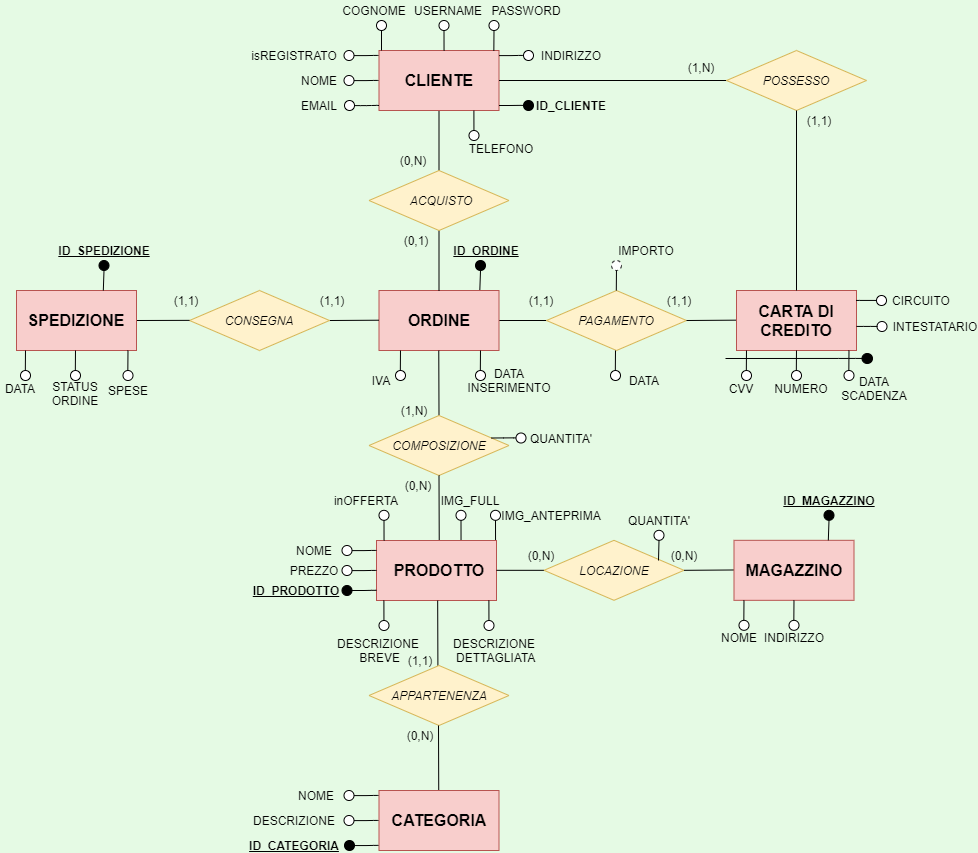 COGNOME USERNAME PASSWORD
isREGISTRATO
INDIRIZZO
NOME
CLIENTE
(1,N)
POSSESSO
EMAIL
ID_CLIENTE
(1,1)
TELEFONO
(0,N)
ACQUISTO
(0,1)
ID_SPEDIZIONE
ID_ORDINE
IMPORTO
(1,1)
(1,1)
(1,1)
(1,1)
CIRCUITO
SPEDIZIONE
CONSEGNA
ORDINE
PAGAMENTO
CARTA DI
CREDITO
INTESTATARIO
DATA
STATUS
ORDINE
SPESE
IVA
DATA
INSERIMENTO
DATA
CVV
NUMERO
DATA
SCADENZA
(1,N)
COMPOSIZIONE
QUANTITA'
(0,N)
inOFFERTA
IMG_FULL
IMG_ANTEPRIMA
QUANTITA'
ID_MAGAZZINO
NOME
(0,N)
(0,N)
PREZZO
PRODOTTO
LOCAZIONE
MAGAZZINO
ID_PRODOTTO
DESCRIZIONE
BREVE
DESCRIZIONE
DETTAGLIATA
NOME
INDIRIZZO
(1,1)
APPARTENENZA
(0,N)
NOME
DESCRIZIONE
CATEGORIA
ID_CATEGORIA